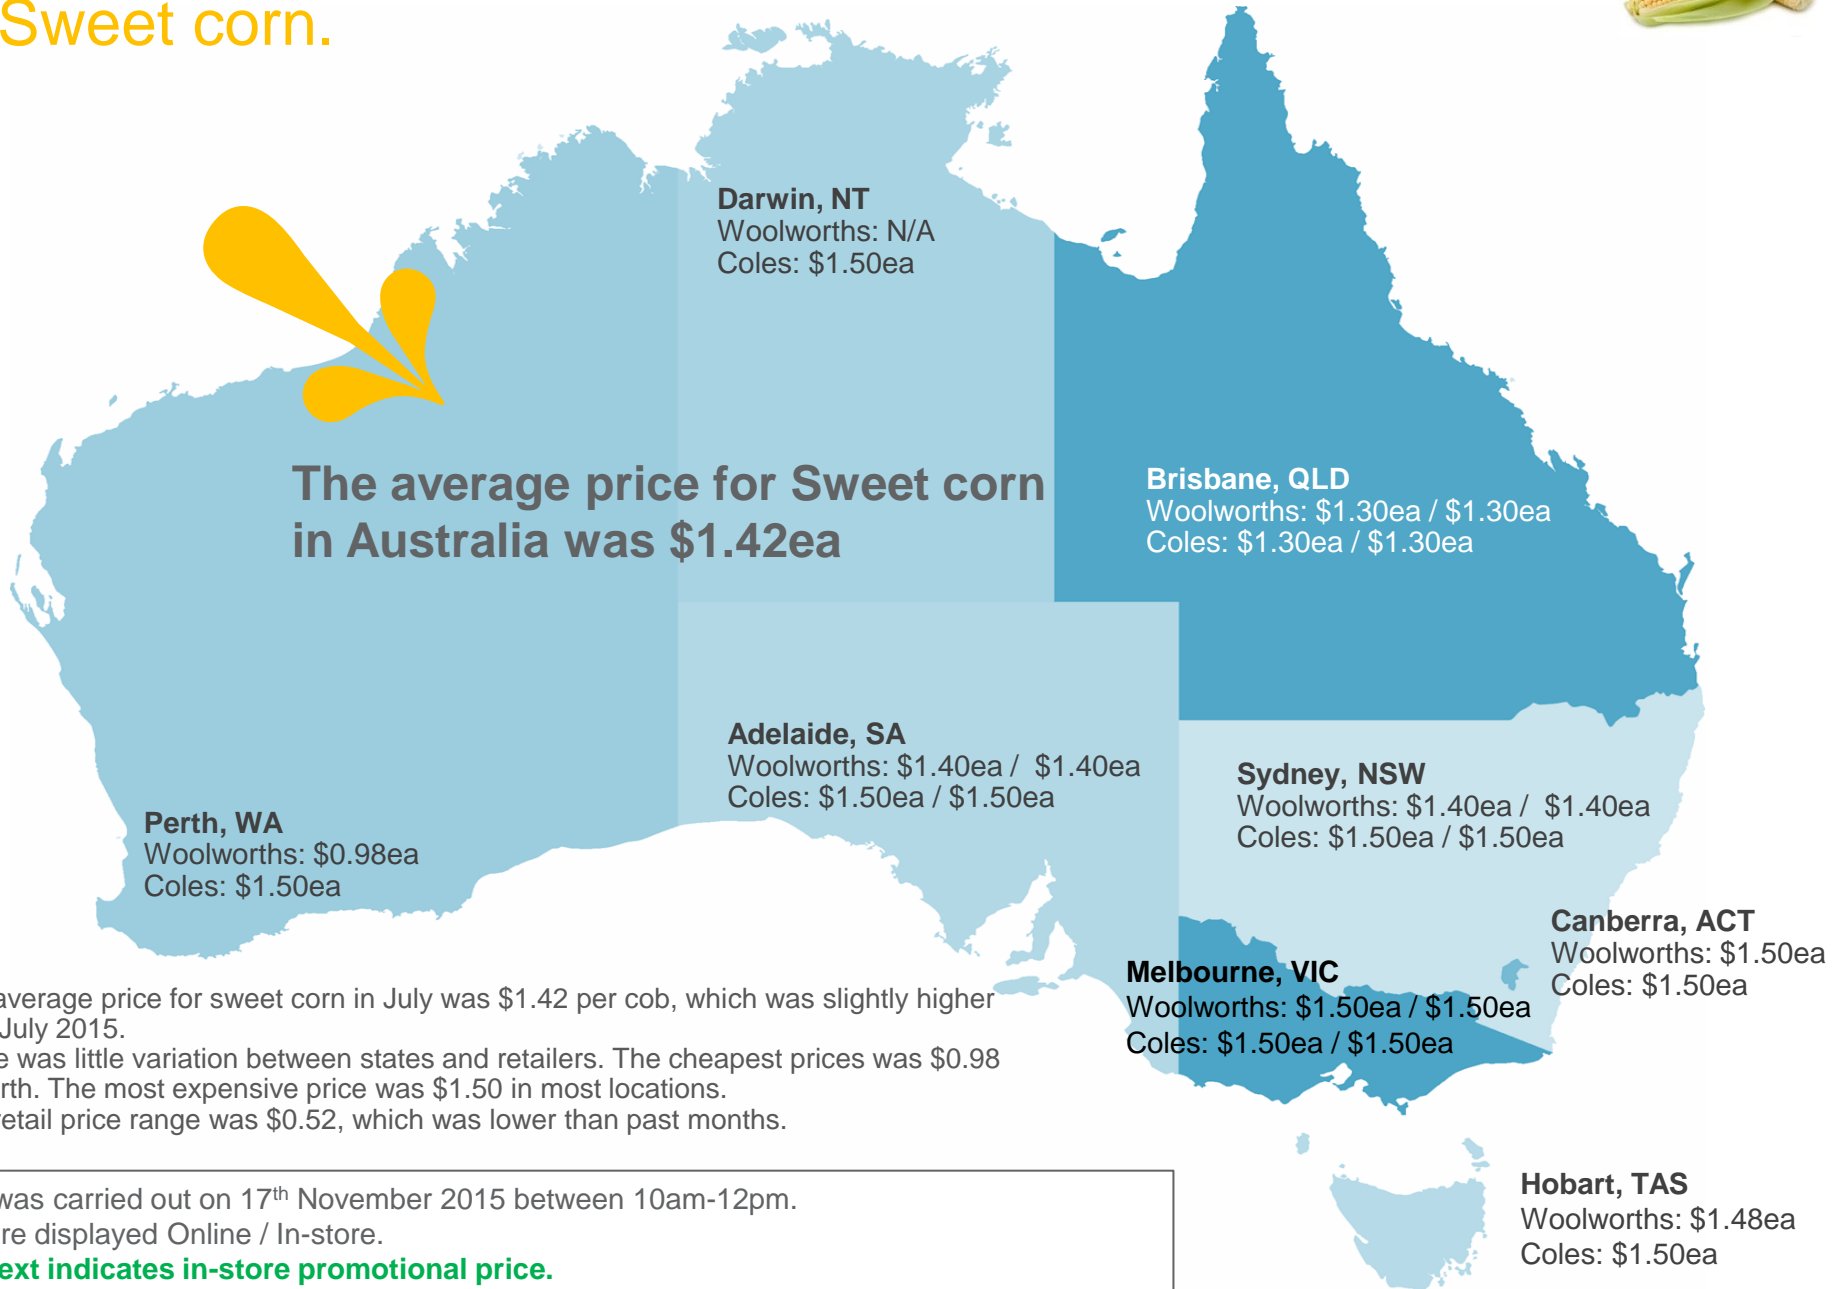 Sweet corn.
Darwin, NT
Woolworths: N/A
Coles: $1.50ea
The average price for Sweet corn
in Australia was $1.42ea
Brisbane, QLD
Woolworths: $1.30ea / $1.30ea
Coles: $1.30ea / $1.30ea
Adelaide, SA
Woolworths: $1.40ea / $1.40ea
Coles: $1.50ea / $1.50ea
Sydney, NSW
Woolworths: $1.40ea / $1.40ea
Coles: $1.50ea / $1.50ea
Perth, WA
Woolworths: $0.98ea
Coles: $1.50ea
Canberra, ACT
Woolworths: $1.50ea
Coles: $1.50ea
Melbourne, VIC
Woolworths: $1.50ea / $1.50ea
Coles: $1.50ea / $1.50ea
average price for sweet corn in July was $1.42 per cob, which was slightly higher
July 2015.
e was little variation between states and retailers. The cheapest prices was $0.98
rth. The most expensive price was $1.50 in most locations.
retail price range was $0.52, which was lower than past months.
was carried out on 17th November 2015 between 10am-12pm.
re displayed Online / In-store.
ext indicates in-store promotional price.
Hobart, TAS
Woolworths: $1.48ea
Coles: $1.50ea